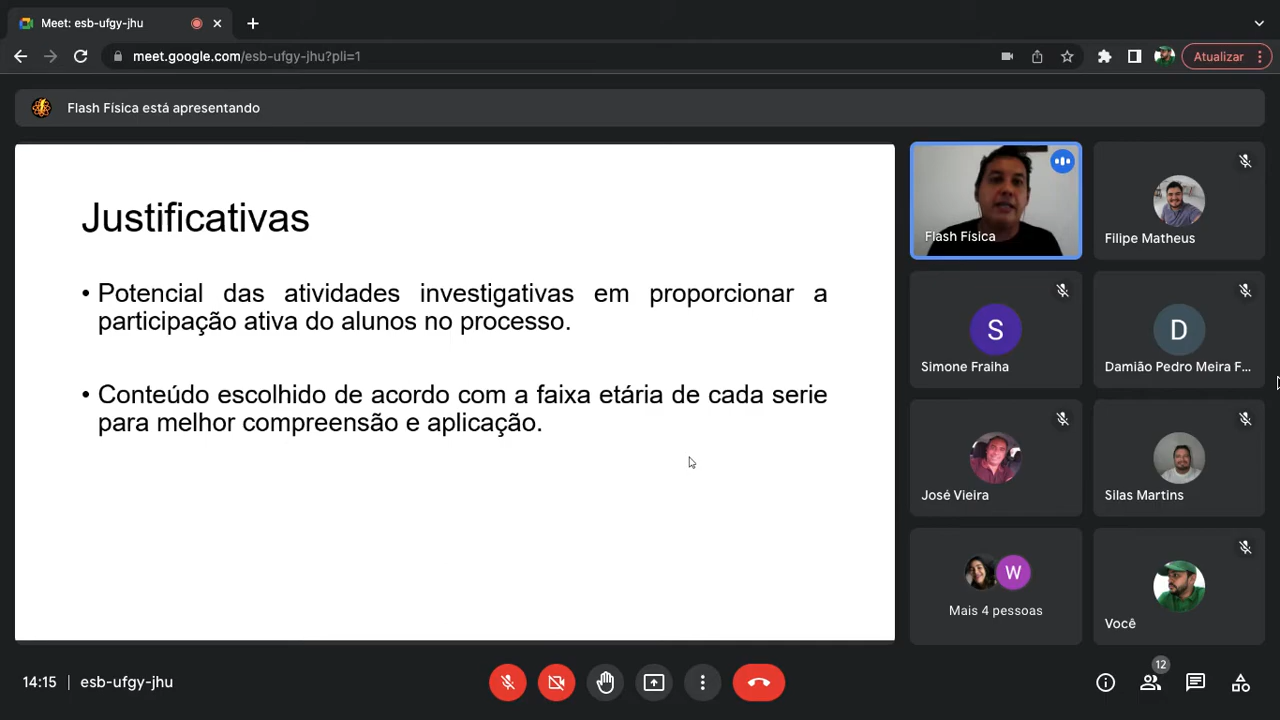 Meet: esb-ufgy-jhu
meet.google.com/esb-ufgy-jhu?pli=1
Atualizar
Flash Física está apresentando
Justificativas
• Potencial das atividades investigativas em proporcionar a
participação ativa do alunos no processo.
• Conteúdo escolhido de acordo com a faixa etária de cada serie
para melhor compreensão e aplicação.
Flash Física
Filipe Matheus
S
Simone Fraiha
D
Damião Pedro Meira F...
José Vieira
Silas Martins
W
Mais 4 pessoas
Você
14:15 | esb-ufgy-jhu
12